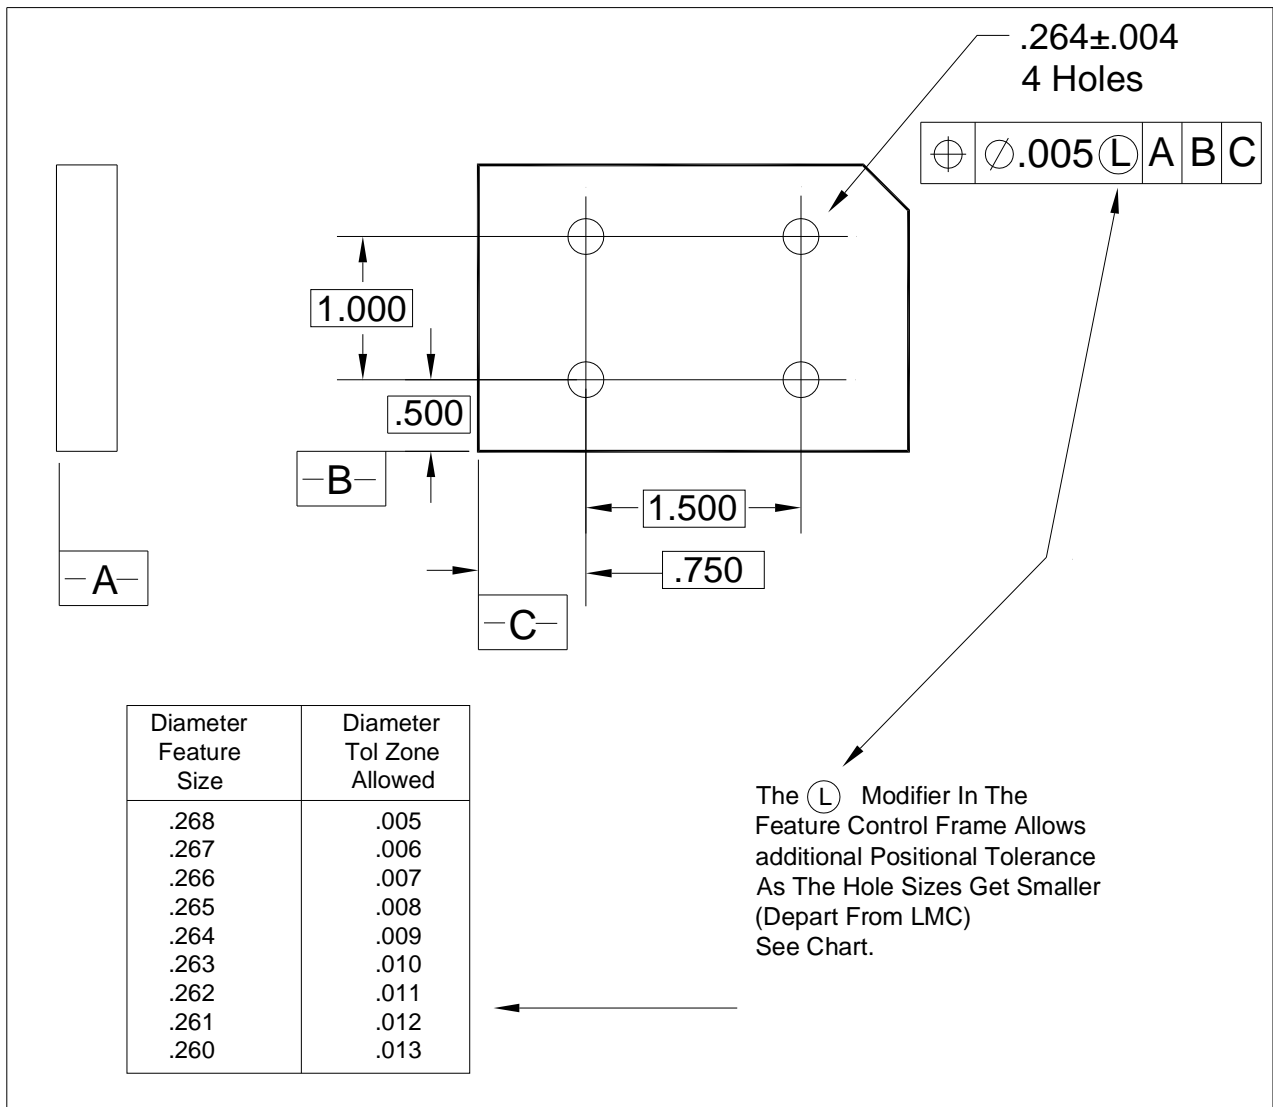 .264±.004
4 Holes
⌖ ∅.005 Ⓛ A B C
1.000
.500
-B-
1.500
.750
-A-
-C-
Diameter Feature Size | Diameter Tol Zone Allowed
.268 .005
.267 .006
.266 .007
.265 .008
.264 .009
.263 .010
.262 .011
.261 .012
.260 .013
The Ⓛ Modifier In The
Feature Control Frame Allows
additional Positional Tolerance
As The Hole Sizes Get Smaller
(Depart From LMC)
See Chart.